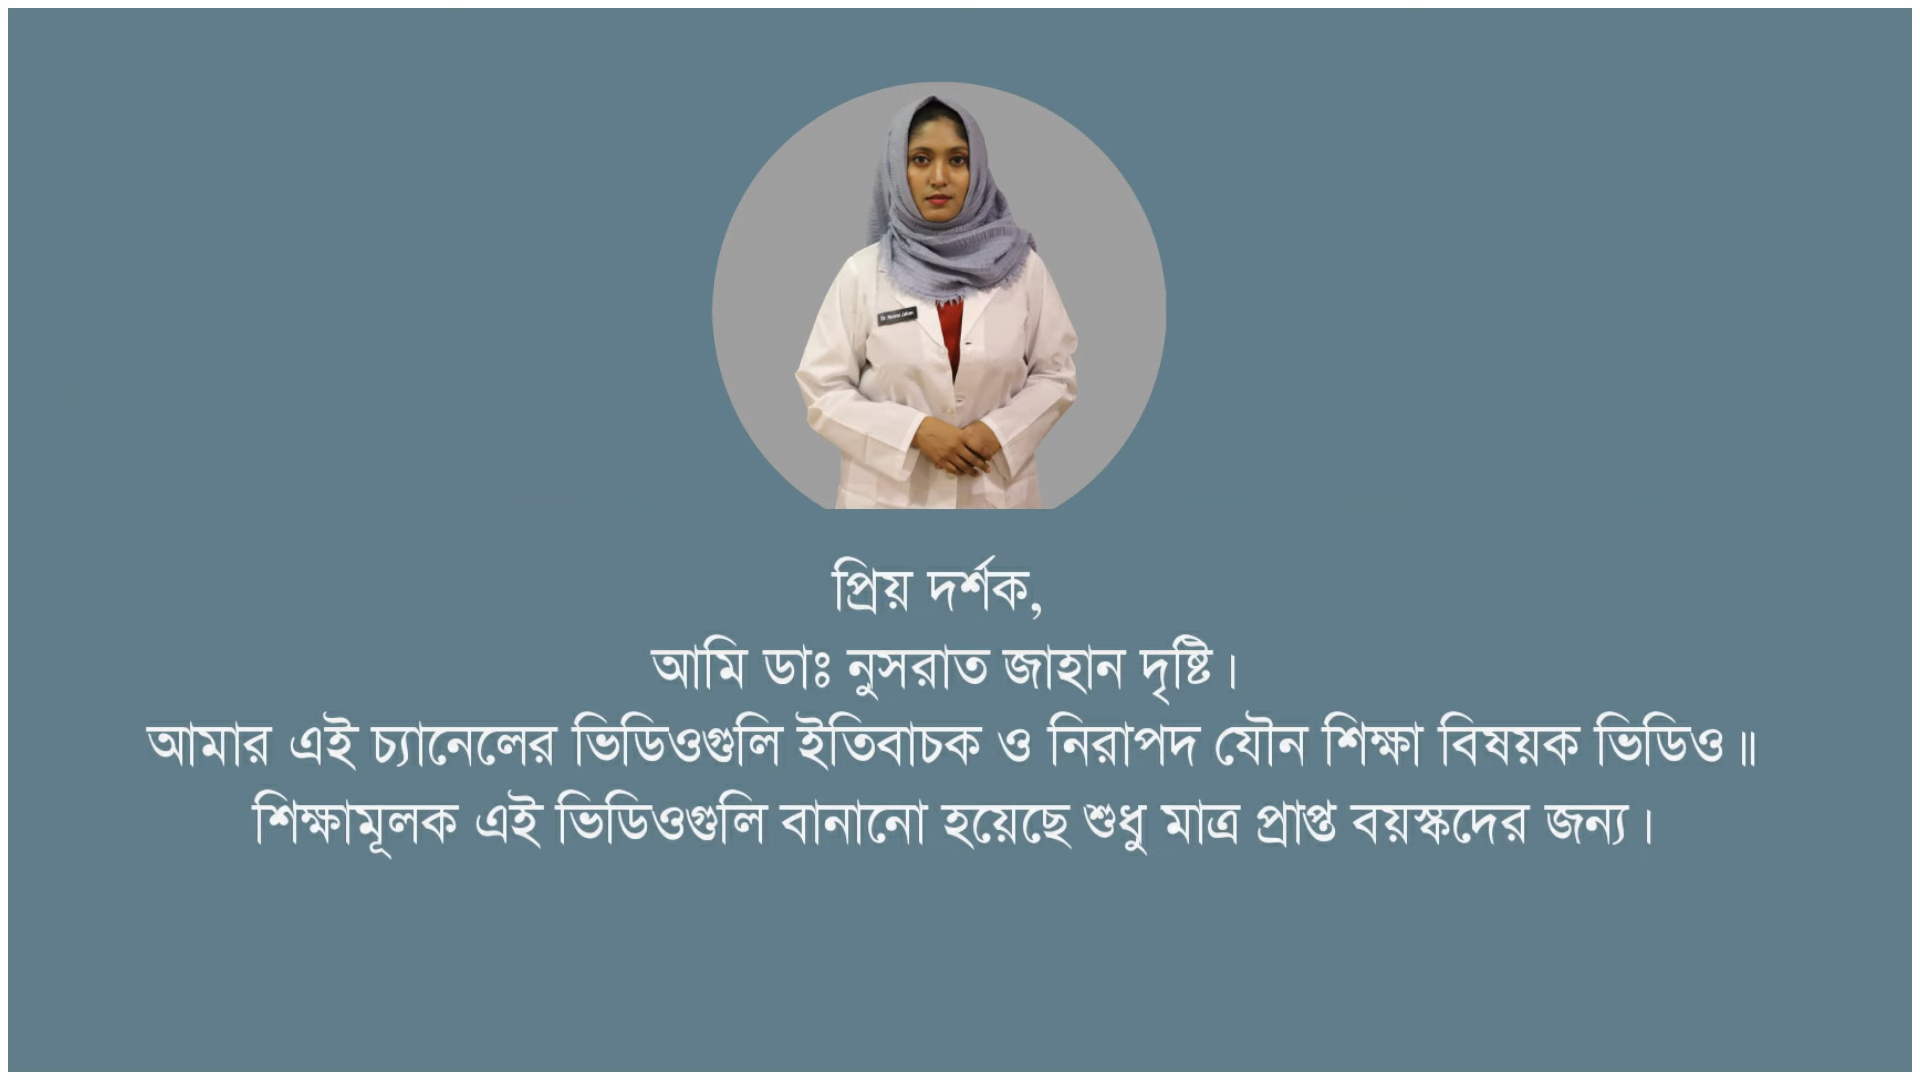 প্রিয় দর্শক,
আমি ডাঃ নুসরাত জাহান দৃষ্টি।
আমার এই চ্যানেলের ভিডিওগুলি ইতিবাচক ও নিরাপদ যৌন শিক্ষা বিষয়ক ভিডিও॥
শিক্ষামূলক এই ভিডিওগুলি বানানো হয়েছে শুধু মাত্র প্রাপ্ত বয়স্কদের জন্য।